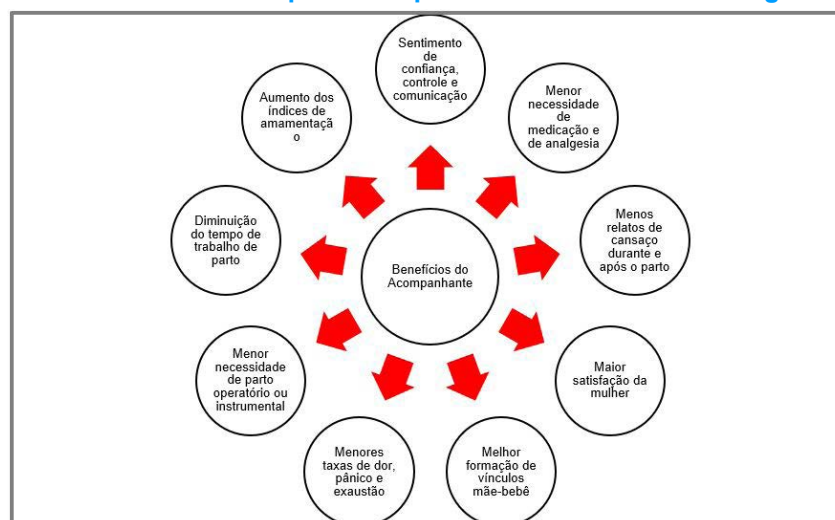 Sentimento
de
confiança,
controle e
comunicação
Menor
necessidade
de
medicação e
de analgesia
Menos
relatos de
cansaço
durante e
após o parto
Maior
satisfação da
mulher
Melhor
formação de
vínculos
mãe-bebê
Menores
taxas de dor,
pânico e
exaustão
Menor
necessidade
de parto
operatório ou
instrumental
Diminuição
do tempo de
trabalho de
parto
Aumento dos
índices de
amamentaçã
o
Benefícios do
Acompanhante